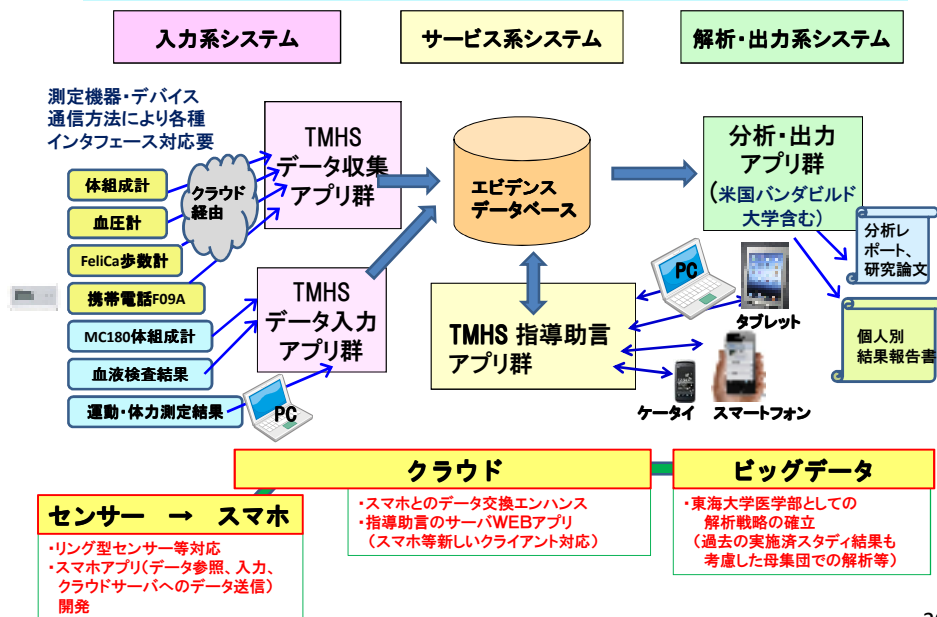 入力系システム
サービス系システム
解析・出力系システム
測定機器・デバイス
通信方法により各種
インタフェース対応要
TMHS
データ収集
アプリ群
クラウド
経由
体組成計
血圧計
FeliCa歩数計
携帯電話F09A
MC180体組成計
血液検査結果
運動・体力測定結果
PC
TMHS
データ入力
アプリ群
エビデンス
データベース
TMHS 指導助言
アプリ群
分析・出力
アプリ群
(米国バンダビルド
大学含む)
分析レ
ポート、
研究論文
個人別
結果報告書
PC
タブレット
ケータイ
スマートフォン
クラウド
・スマホとのデータ交換エンハンス
・指導助言のサーバWEBアプリ
(スマホ等新しいクライアント対応)
ビッグデータ
・東海大学医学部としての
解析戦略の確立
(過去の実施済スタディ結果も
考慮した母集団での解析等)
センサー → スマホ
・リング型センサー等対応
・スマホアプリ(データ参照、入力、
クラウドサーバへのデータ送信)
開発